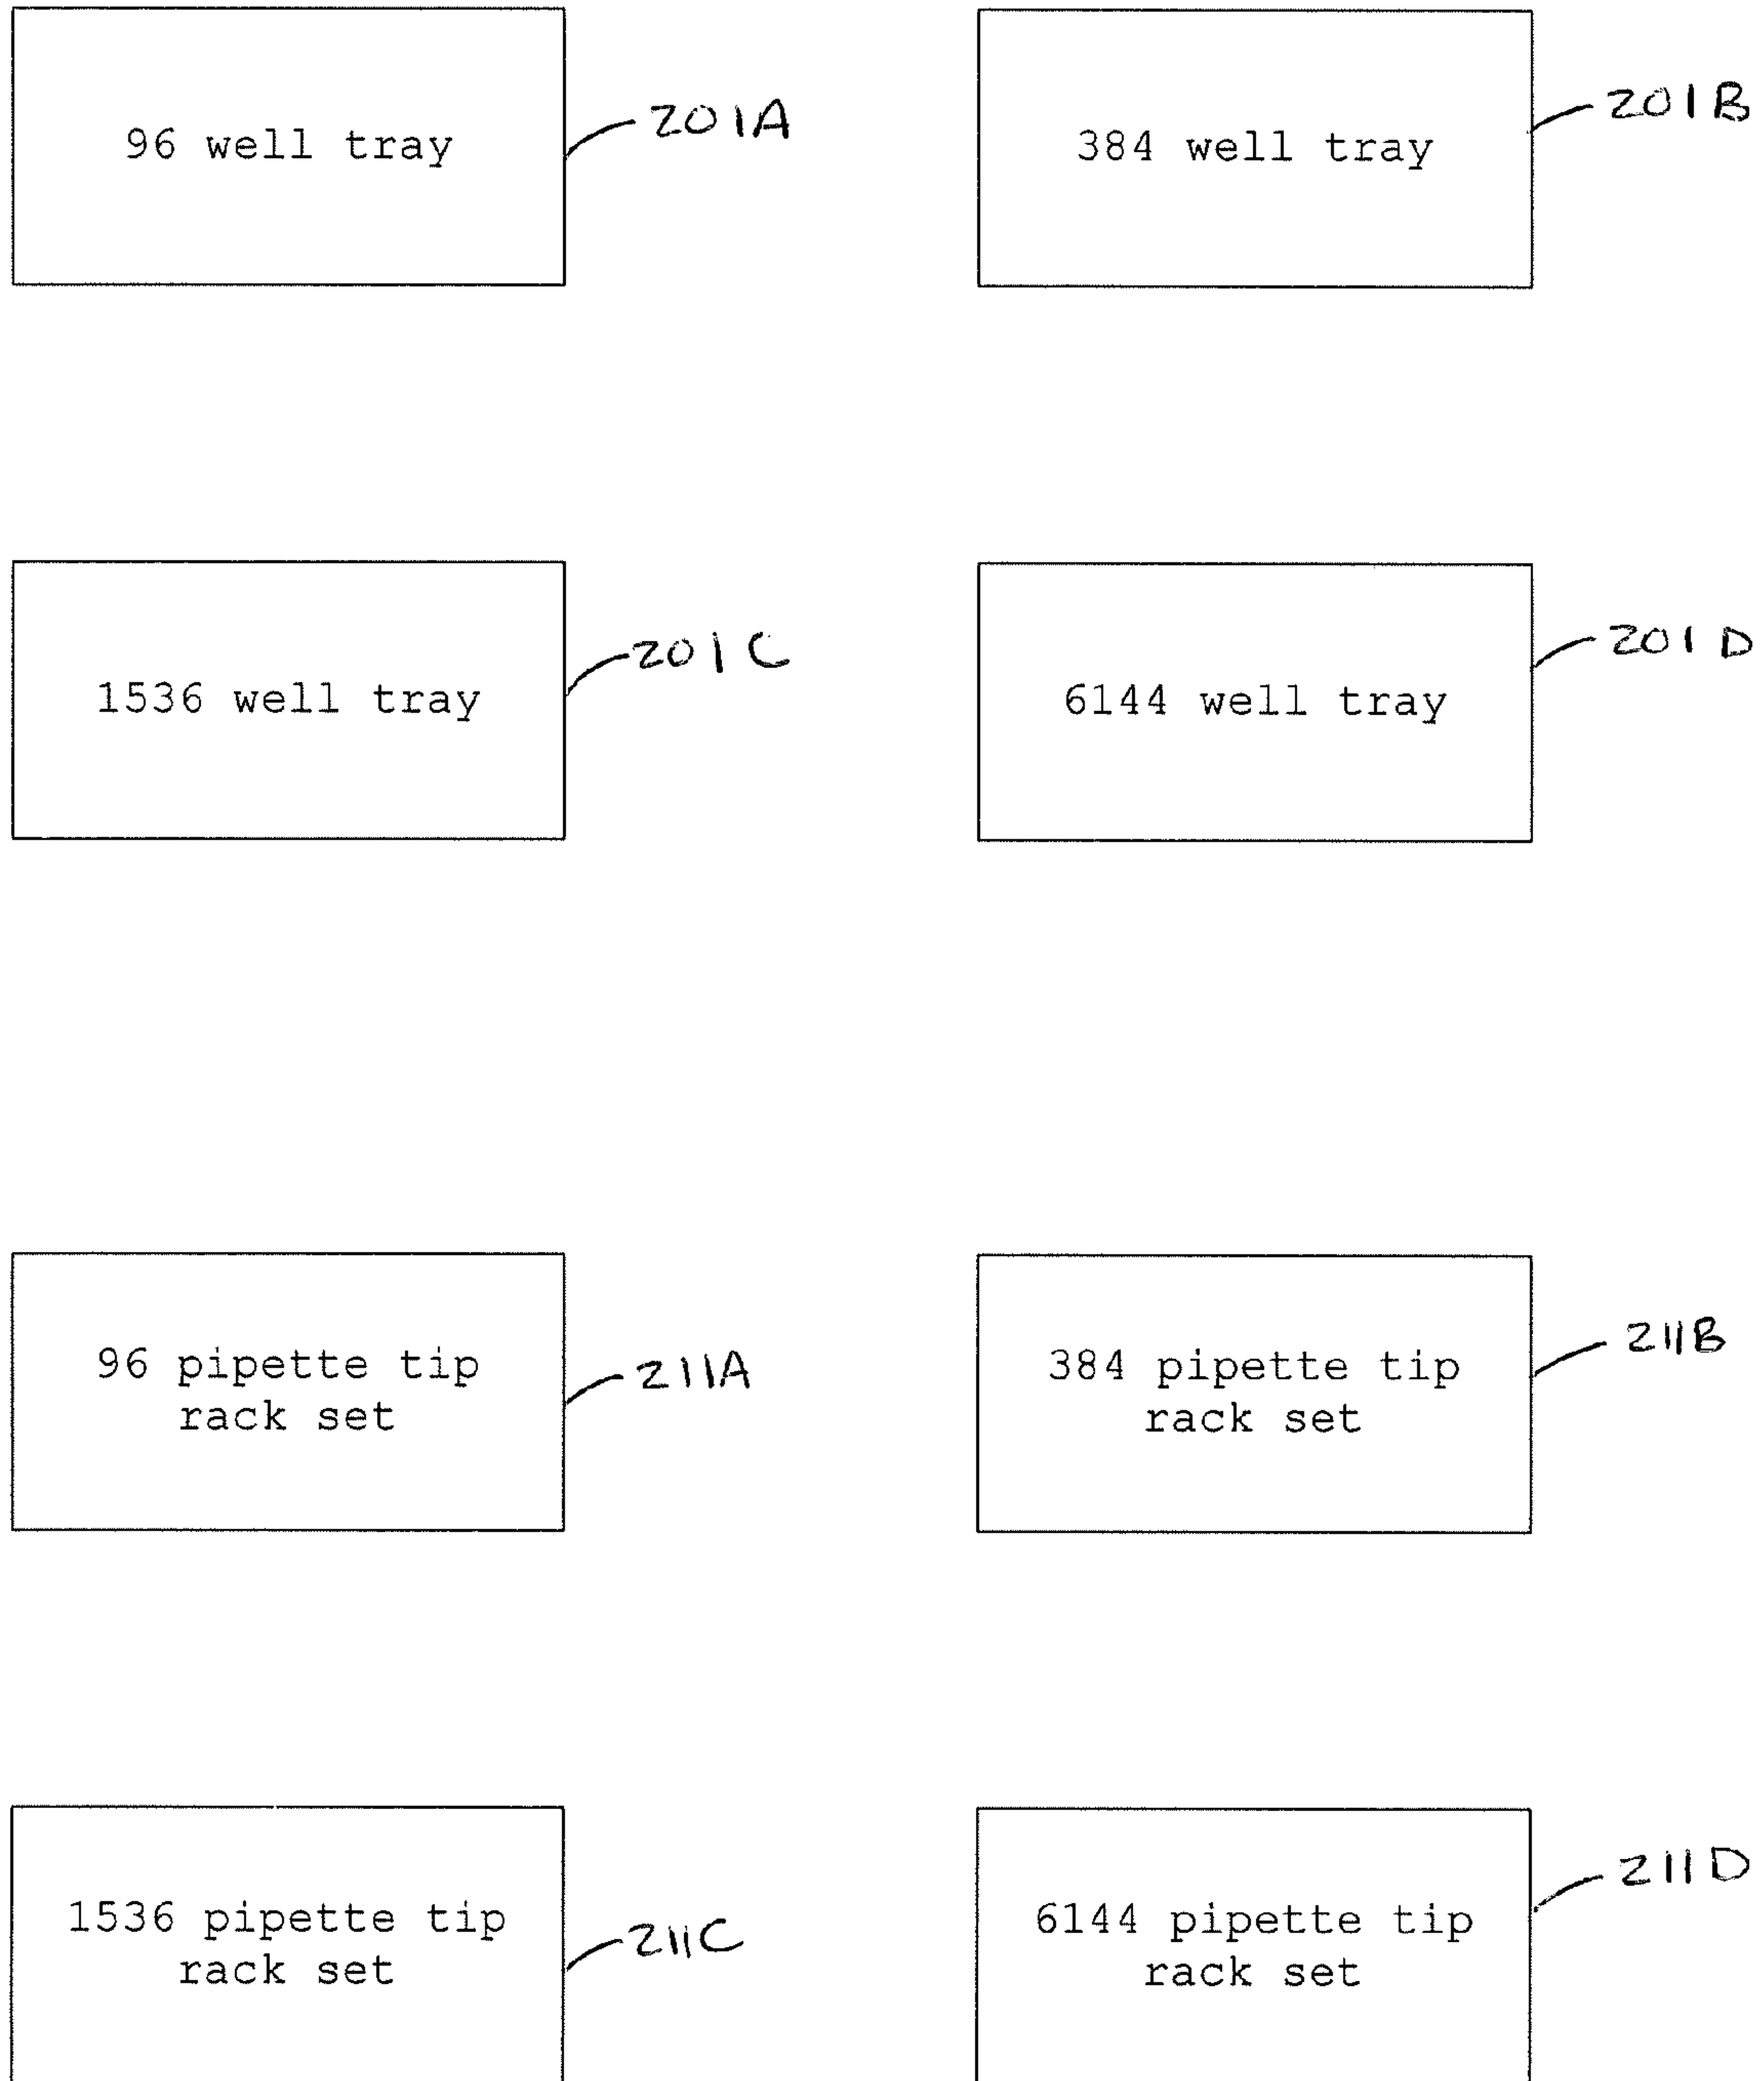 96 well tray
201A
384 well tray
201B
1536 well tray
201C
6144 well tray
201D
96 pipette tip
rack set
211A
384 pipette tip
rack set
211B
1536 pipette tip
rack set
211C
6144 pipette tip
rack set
211D